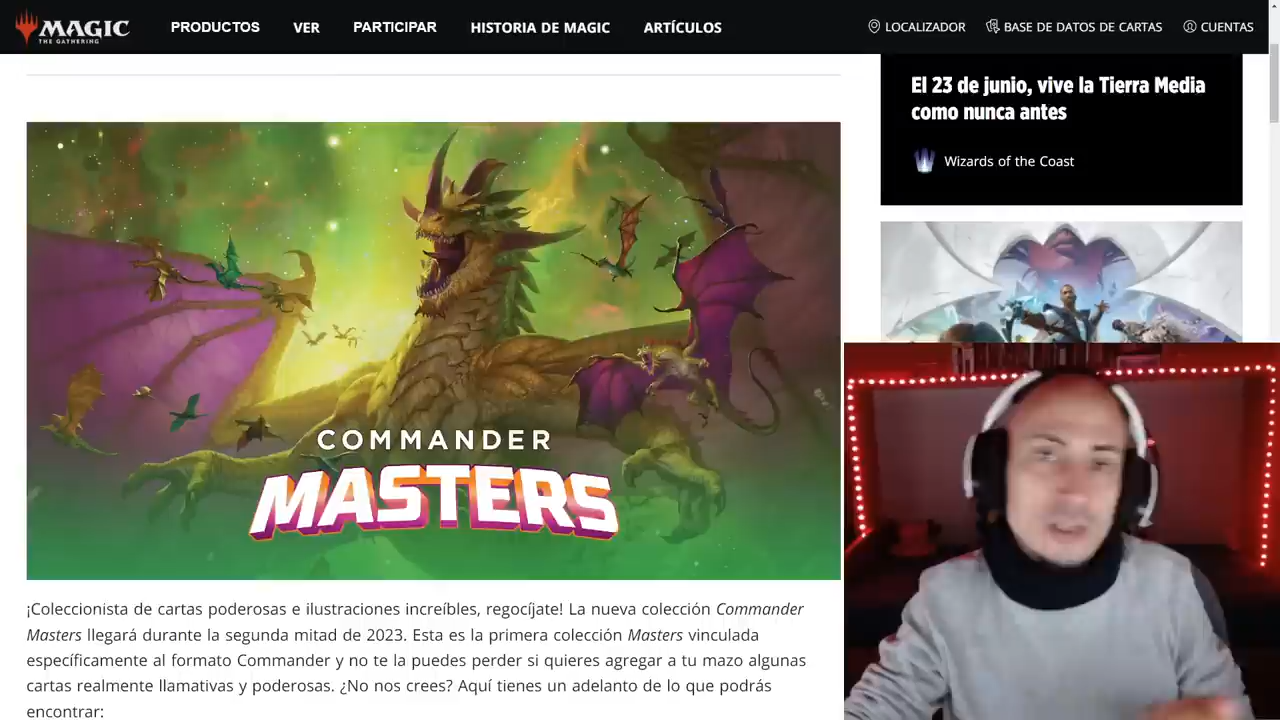 MAGIC
THE GATHERING
PRODUCTOS
VER
PARTICIPAR
HISTORIA DE MAGIC
ARTÍCULOS
LOCALIZADOR
BASE DE DATOS DE CARTAS
CUENTAS
El 23 de junio, vive la Tierra Media
como nunca antes
Wizards of the Coast
COMMANDER
MASTERS
¡Coleccionista de cartas poderosas e ilustraciones increíbles, regocíjate! La nueva colección Commander
Masters llegará durante la segunda mitad de 2023. Esta es la primera colección Masters vinculada
específicamente al formato Commander y no te la puedes perder si quieres agregar a tu mazo algunas
cartas realmente llamativas y poderosas. ¿No nos crees? Aquí tienes un adelanto de lo que podrás
encontrar: